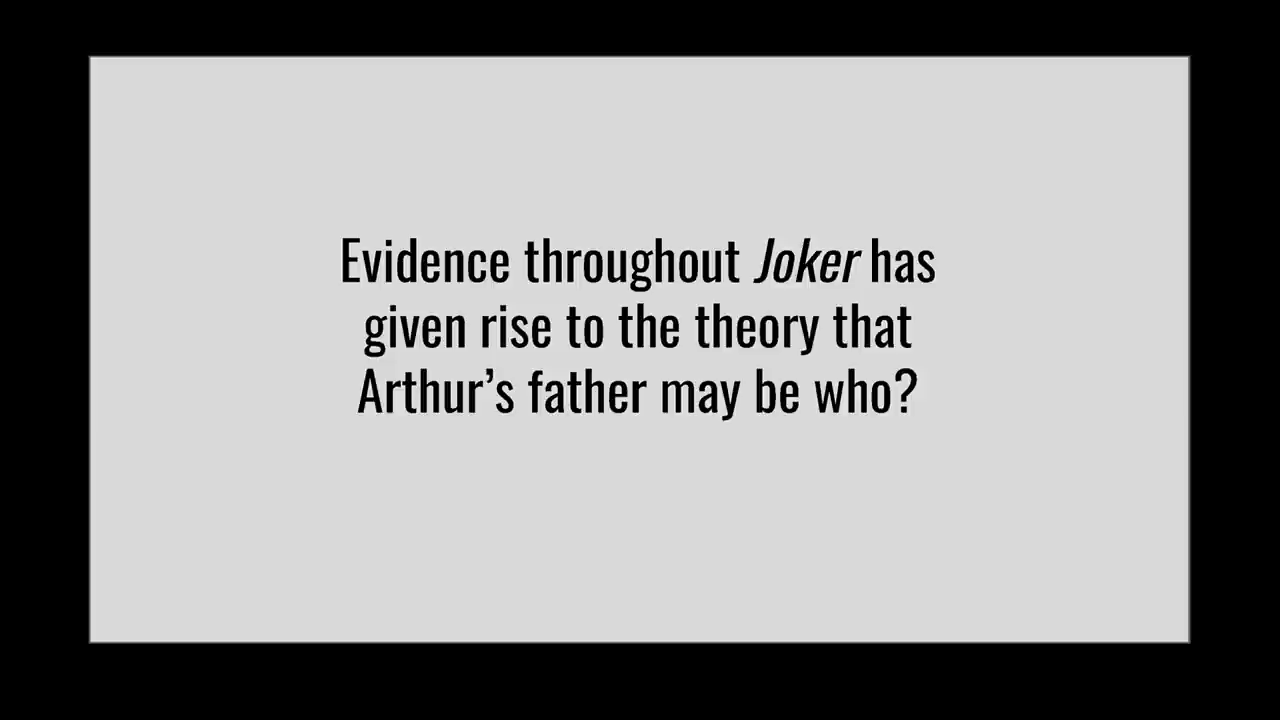 Evidence throughout Joker has
given rise to the theory that
Arthur’s father may be who?